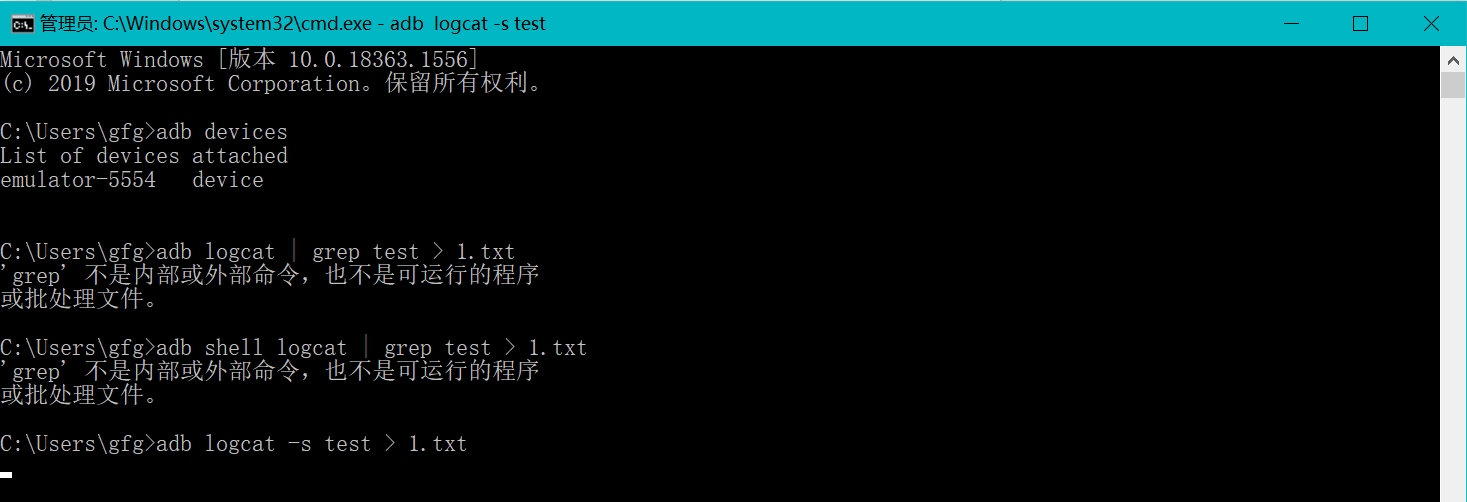 管理员: C:\Windows\system32\cmd.exe - adb  logcat -s test
Microsoft Windows [版本 10.0.18363.1556]
(c) 2019 Microsoft Corporation。保留所有权利。
C:\Users\gfg>adb devices
List of devices attached
emulator-5554   device
C:\Users\gfg>adb logcat | grep test > 1.txt
'grep' 不是内部或外部命令，也不是可运行的程序
或批处理文件。
C:\Users\gfg>adb shell logcat | grep test > 1.txt
'grep' 不是内部或外部命令，也不是可运行的程序
或批处理文件。
C:\Users\gfg>adb logcat -s test > 1.txt